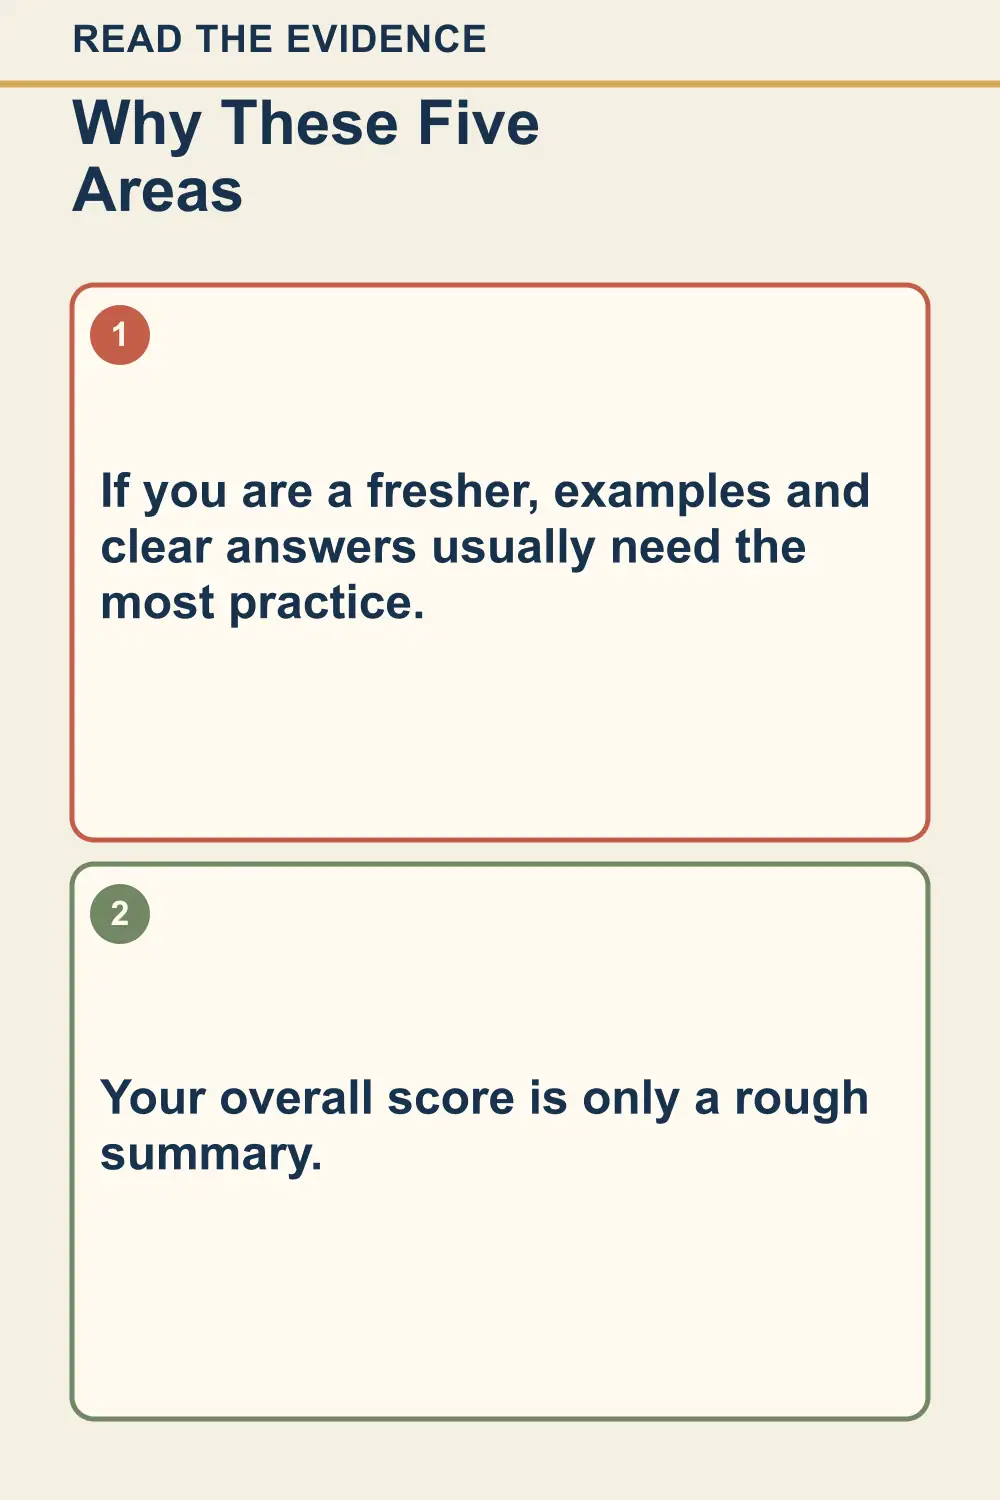 READ THE EVIDENCE
Why These Five
Areas
1
If you are a fresher, examples and
clear answers usually need the
most practice.
2
Your overall score is only a rough
summary.